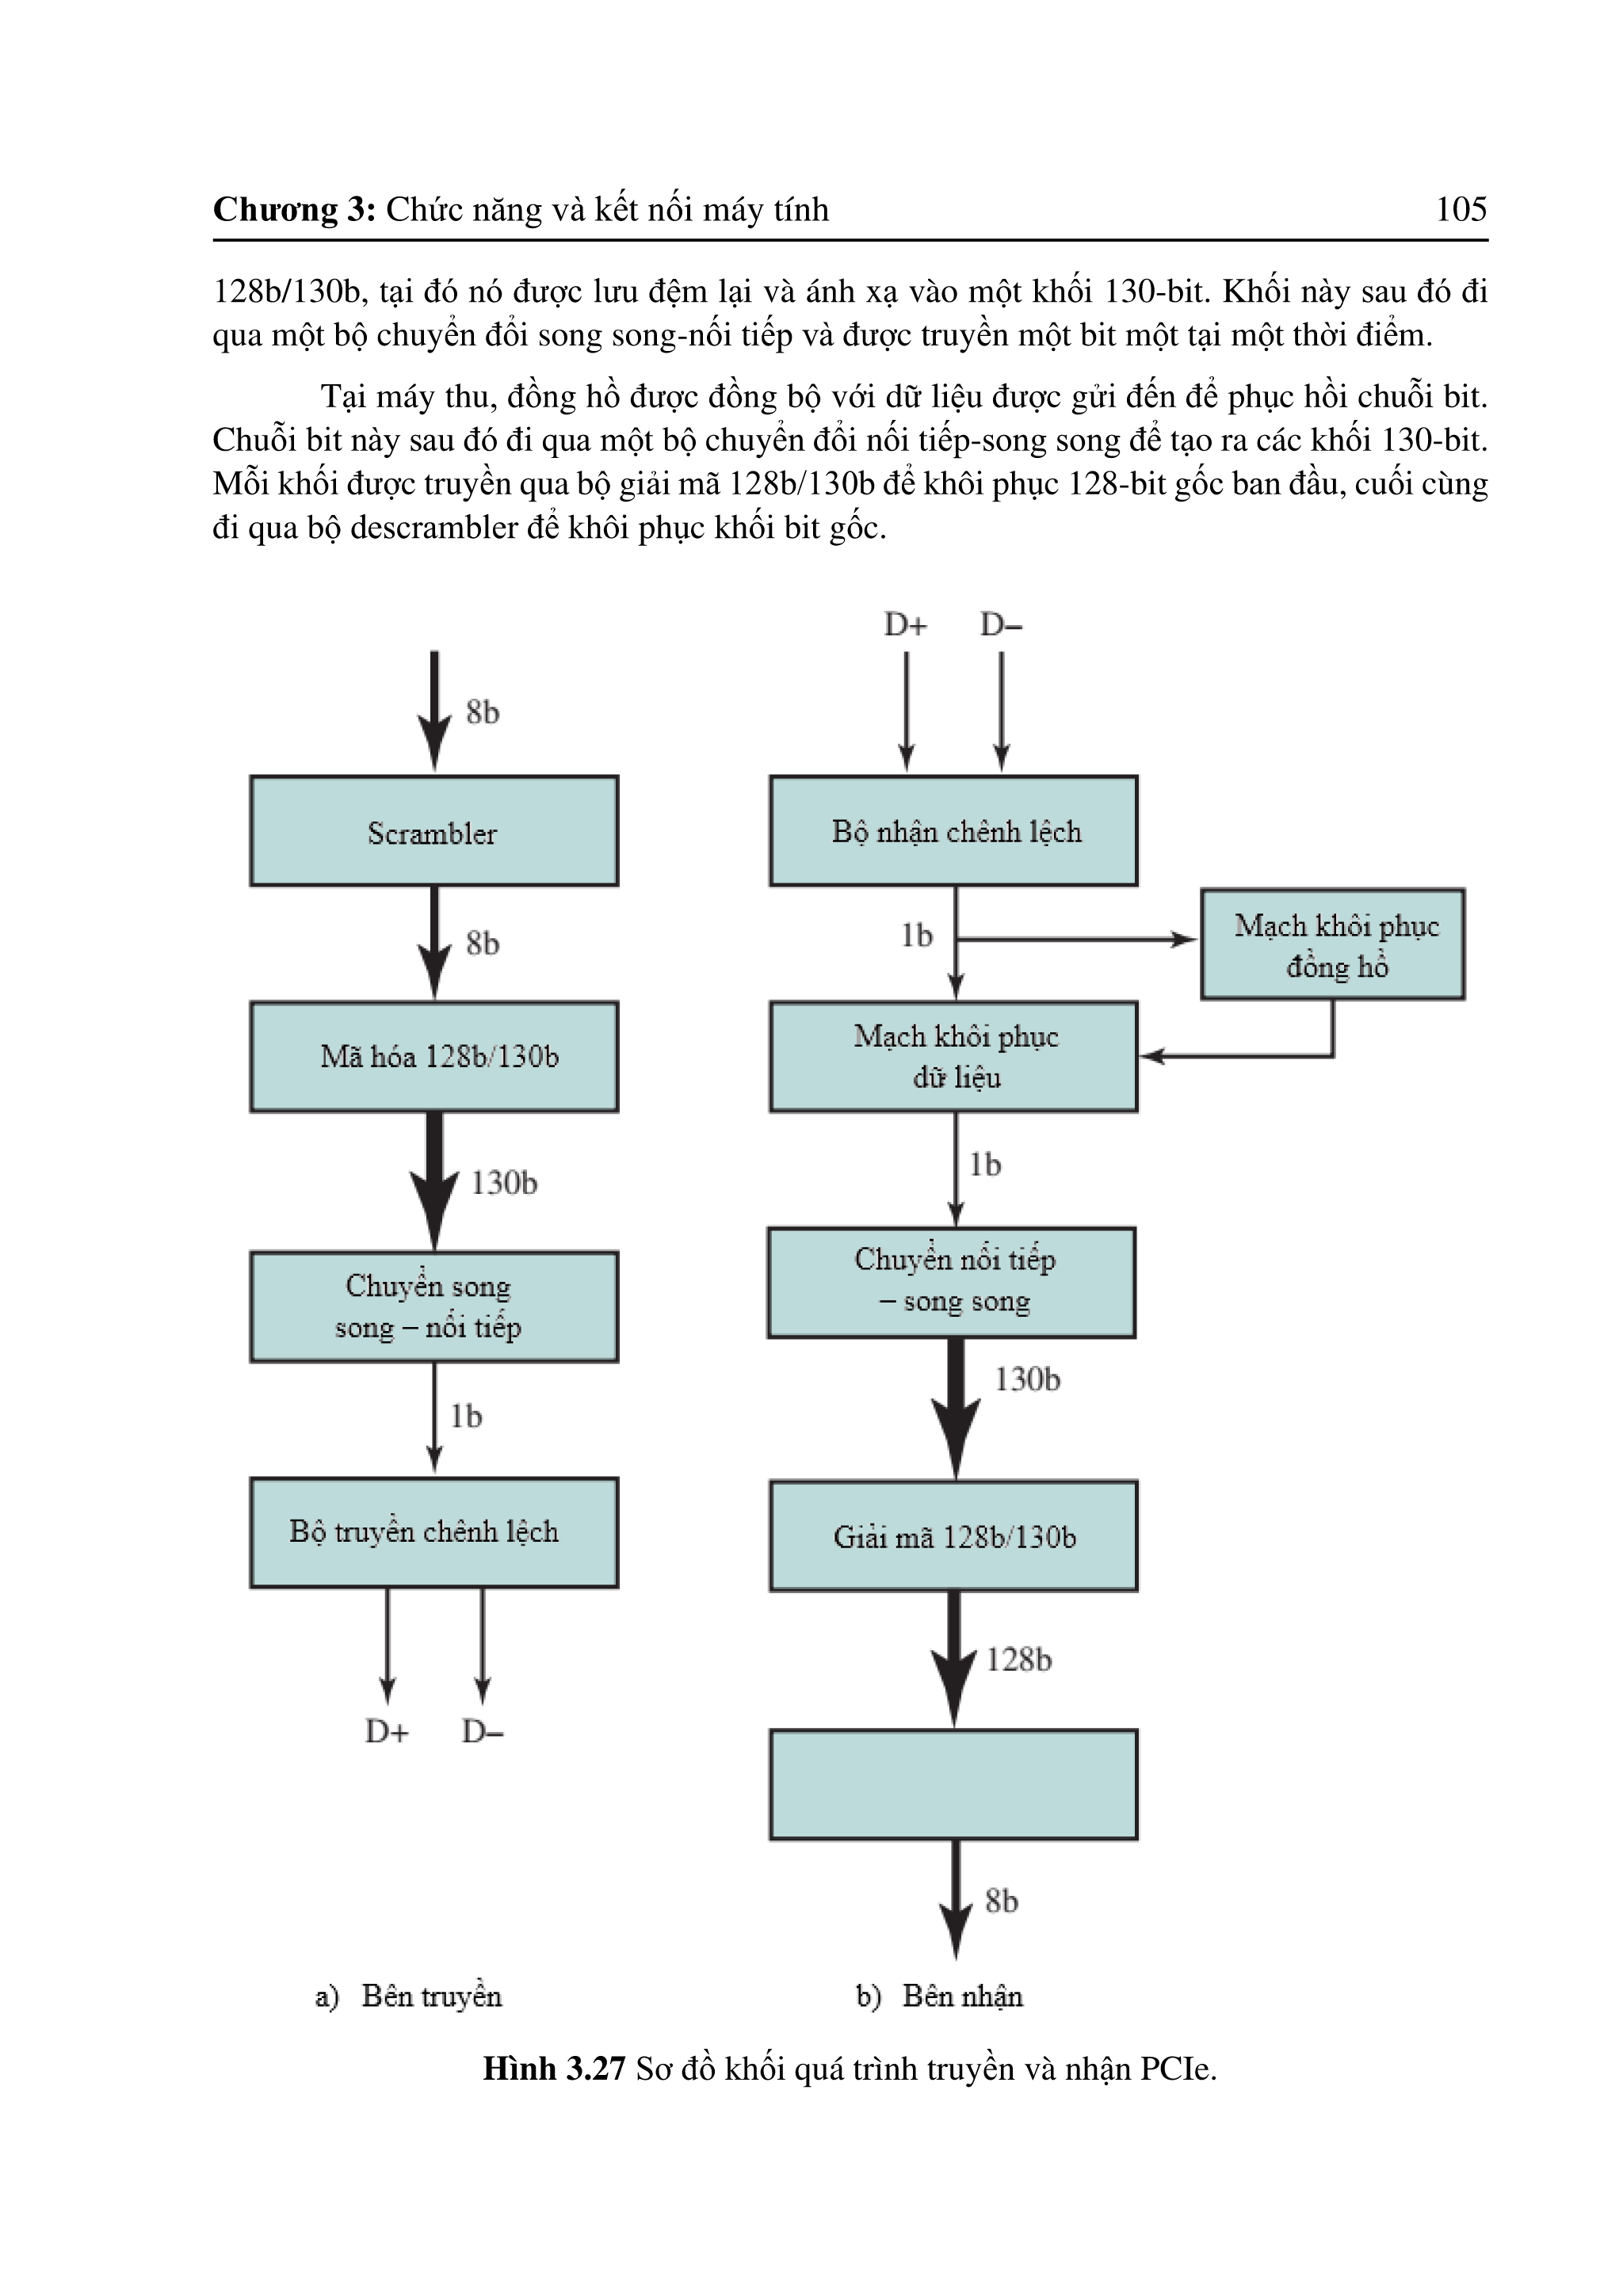 Chương 3: Chức năng và kết nối máy tính 105
128b/130b, tại đó nó được lưu đệm lại và ánh xạ vào một khối 130-bit. Khối này sau đó đi
qua một bộ chuyển đổi song song-nối tiếp và được truyền một bit một tại một thời điểm.
Tại máy thu, đồng hồ được đồng bộ với dữ liệu được gửi đến để phục hồi chuỗi bit.
Chuỗi bit này sau đó đi qua một bộ chuyển đổi nối tiếp-song song để tạo ra các khối 130-bit.
Mỗi khối được truyền qua bộ giải mã 128b/130b để khôi phục 128-bit gốc ban đầu, cuối cùng
đi qua bộ descrambler để khôi phục khối bit gốc.
8b
Scrambler
8b
Mã hóa 128b/130b
130b
Chuyển song
song – nối tiếp
1b
Bộ truyền chênh lệch
D+ D–
a) Bên truyền
D+ D–
Bộ nhận chênh lệch
1b
Mạch khôi phục
đồng hồ
Mạch khôi phục
dữ liệu
1b
Chuyển nối tiếp
– song song
130b
Giải mã 128b/130b
128b
8b
b) Bên nhận
Hình 3.27 Sơ đồ khối quá trình truyền và nhận PCIe.